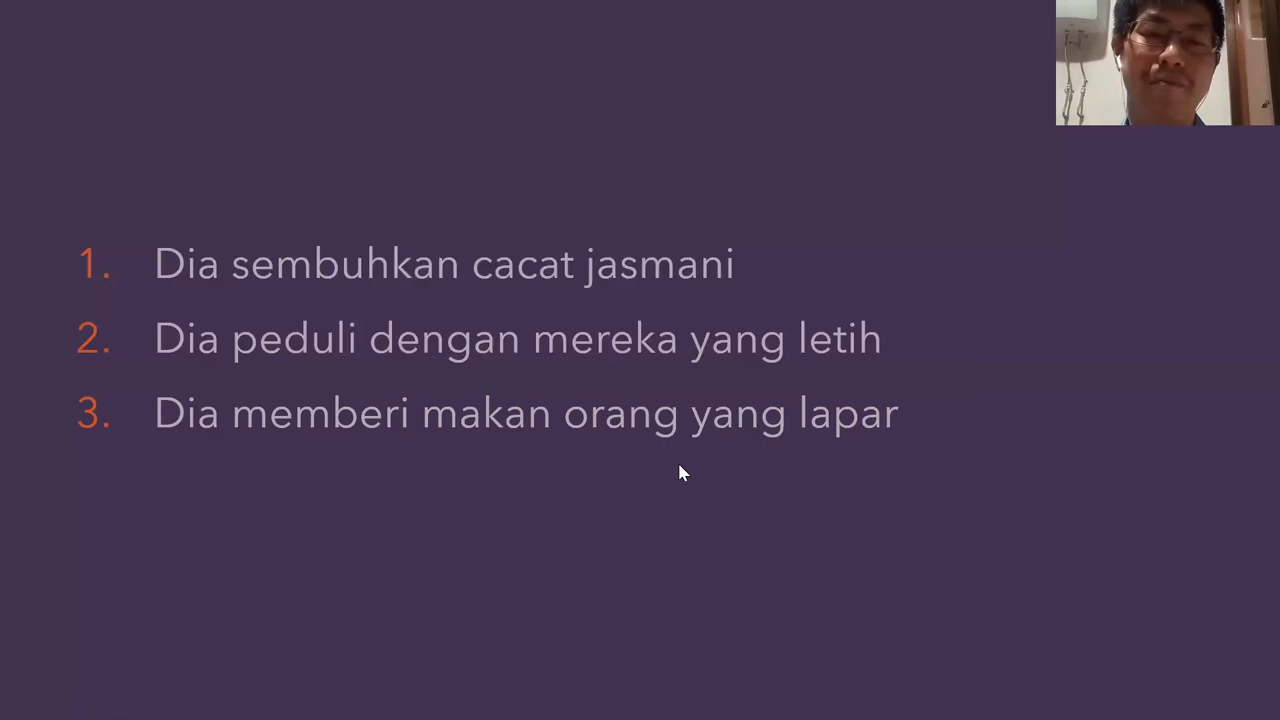 1. Dia sembuhkan cacat jasmani
2. Dia peduli dengan mereka yang letih
3. Dia memberi makan orang yang lapar